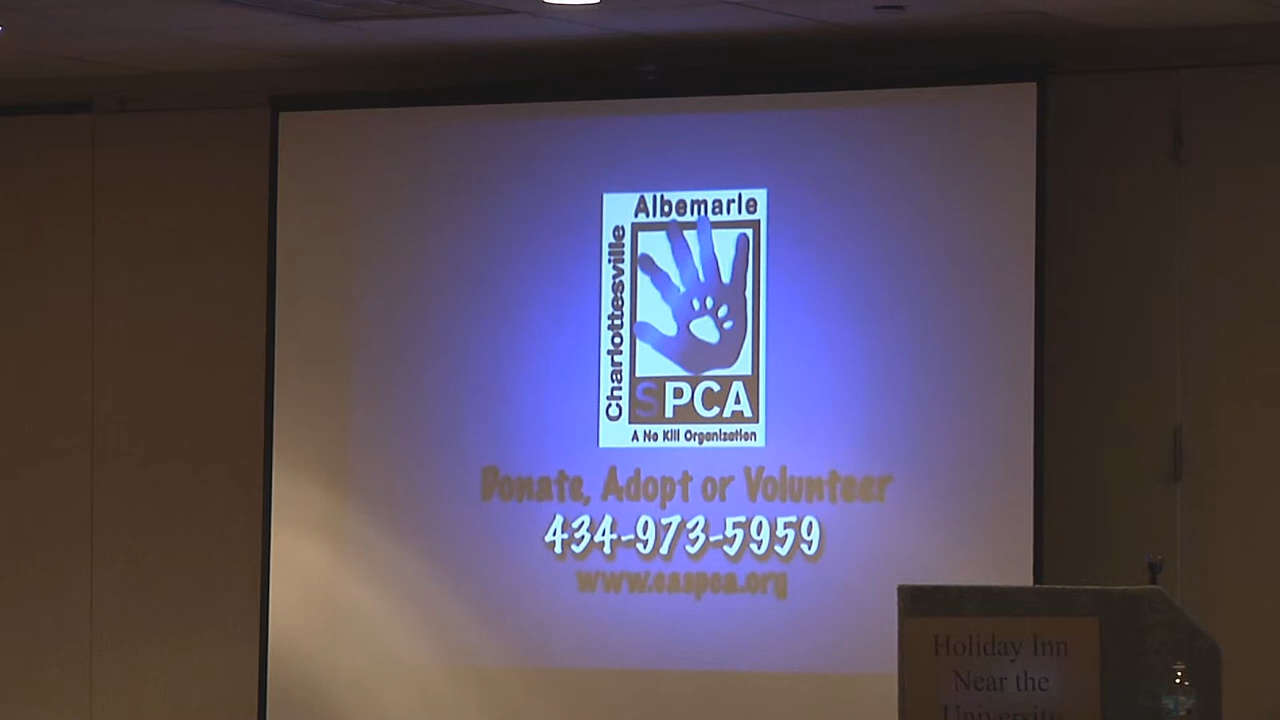 Albemarle
Charlottesville
SPCA
A No Kill Organization
Donate, Adopt or Volunteer
434-973-5959
www.caspca.org
Holiday Inn
Near the
University